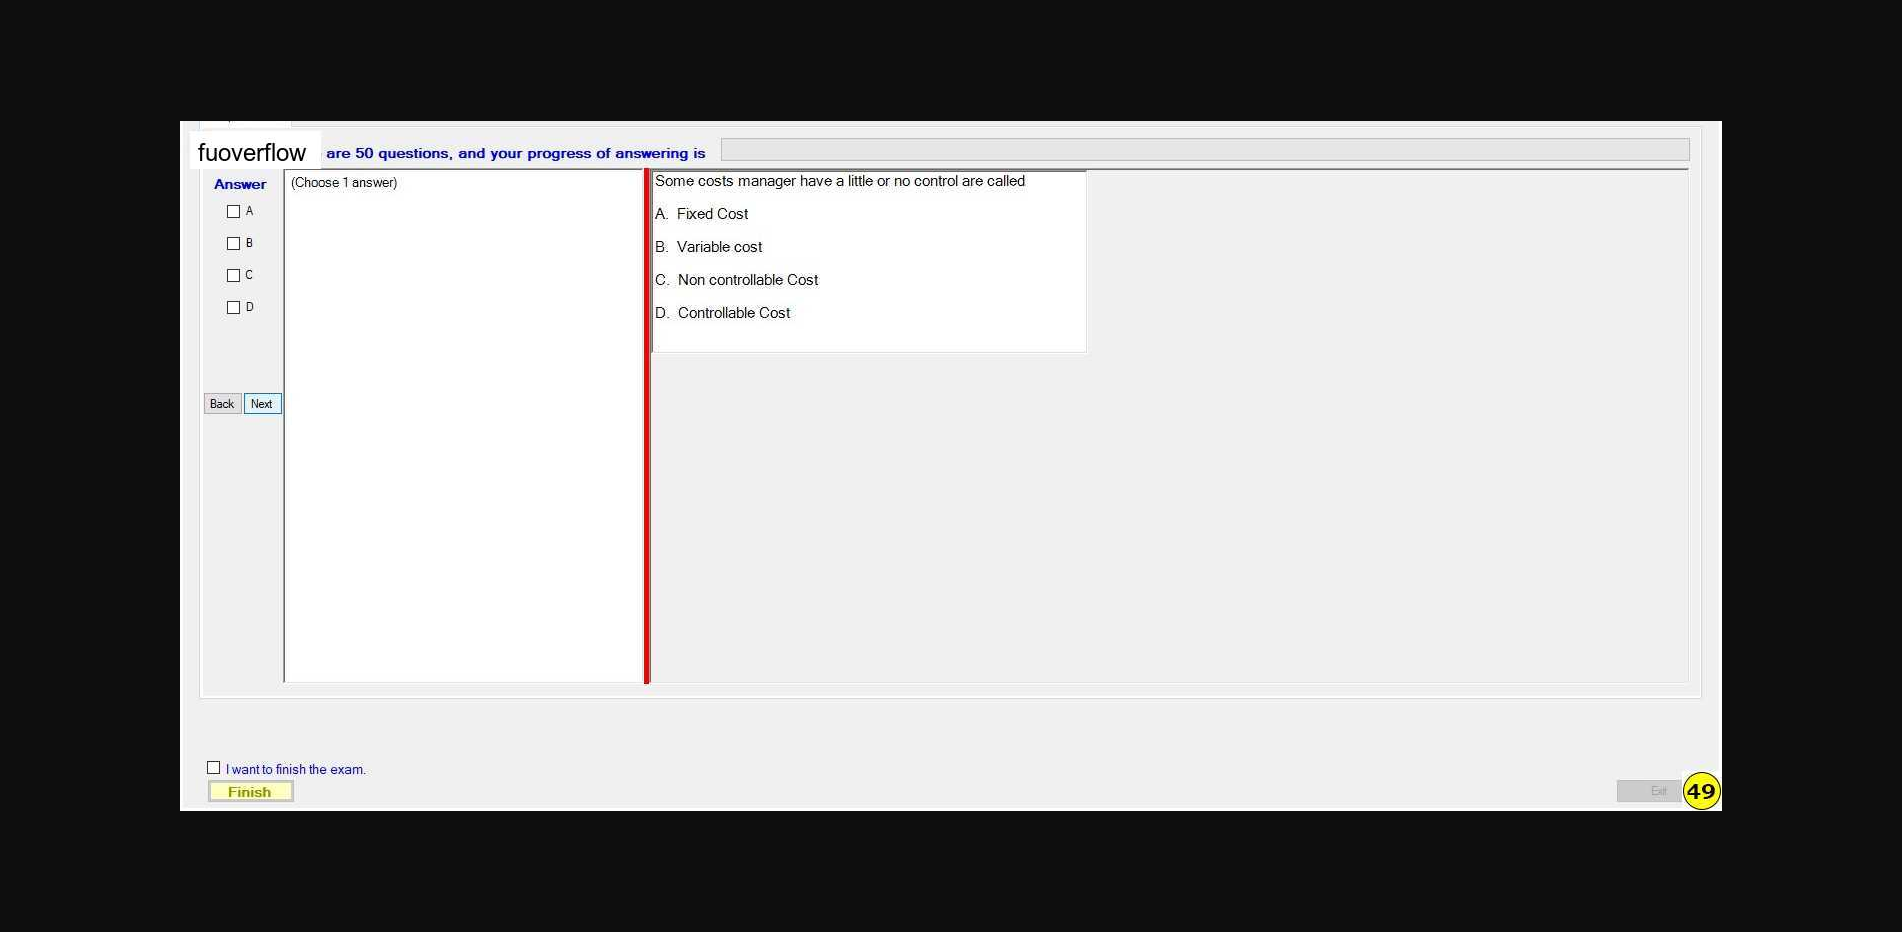 fuoverflow are 50 questions, and your progress of answering is
Answer
(Choose 1 answer)
A
B
C
D
Back Next
Some costs manager have a little or no control are called
A. Fixed Cost
B. Variable cost
C. Non controllable Cost
D. Controllable Cost
I want to finish the exam.
Finish
Exit
49